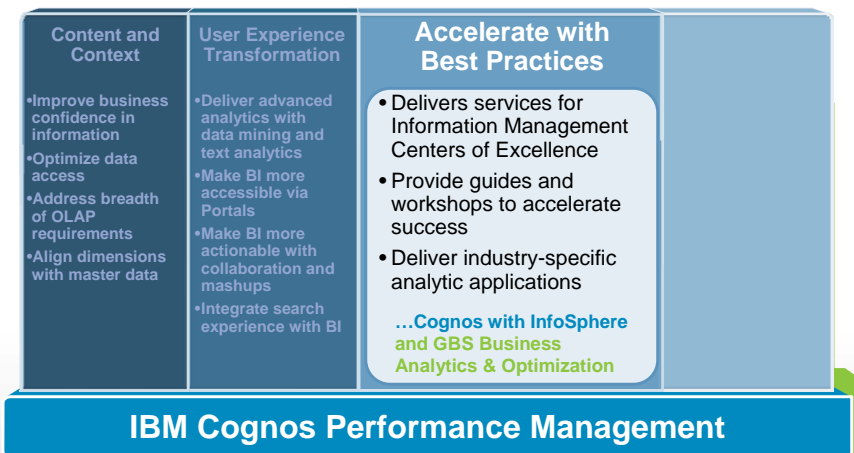 Content and
Context
•Improve business
confidence in
information
•Optimize data
access
•Address breadth
of OLAP
requirements
•Align dimensions
with master data
User Experience
Transformation
•Deliver advanced
analytics with
data mining and
text analytics
•Make BI more
accessible via
Portals
•Make BI more
actionable with
collaboration and
mashups
•Integrate search
experience with BI
Accelerate with
Best Practices
• Delivers services for
Information Management
Centers of Excellence
• Provide guides and
workshops to accelerate
success
• Deliver industry-specific
analytic applications
…Cognos with InfoSphere
and GBS Business
Analytics & Optimization
IBM Cognos Performance Management